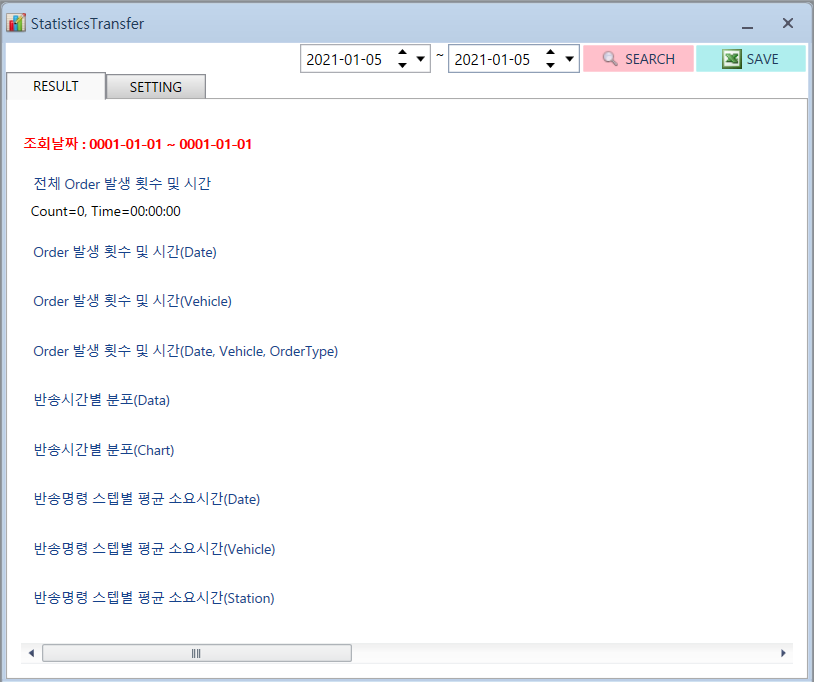 StatisticsTransfer
2021-01-05 ~ 2021-01-05 SEARCH SAVE
RESULT SETTING
조회날짜 : 0001-01-01 ~ 0001-01-01
전체 Order 발생 횟수 및 시간
Count=0, Time=00:00:00
Order 발생 횟수 및 시간(Date)
Order 발생 횟수 및 시간(Vehicle)
Order 발생 횟수 및 시간(Date, Vehicle, OrderType)
반송시간별 분포(Data)
반송시간별 분포(Chart)
반송명령 스텝별 평균 소요시간(Date)
반송명령 스텝별 평균 소요시간(Vehicle)
반송명령 스텝별 평균 소요시간(Station)